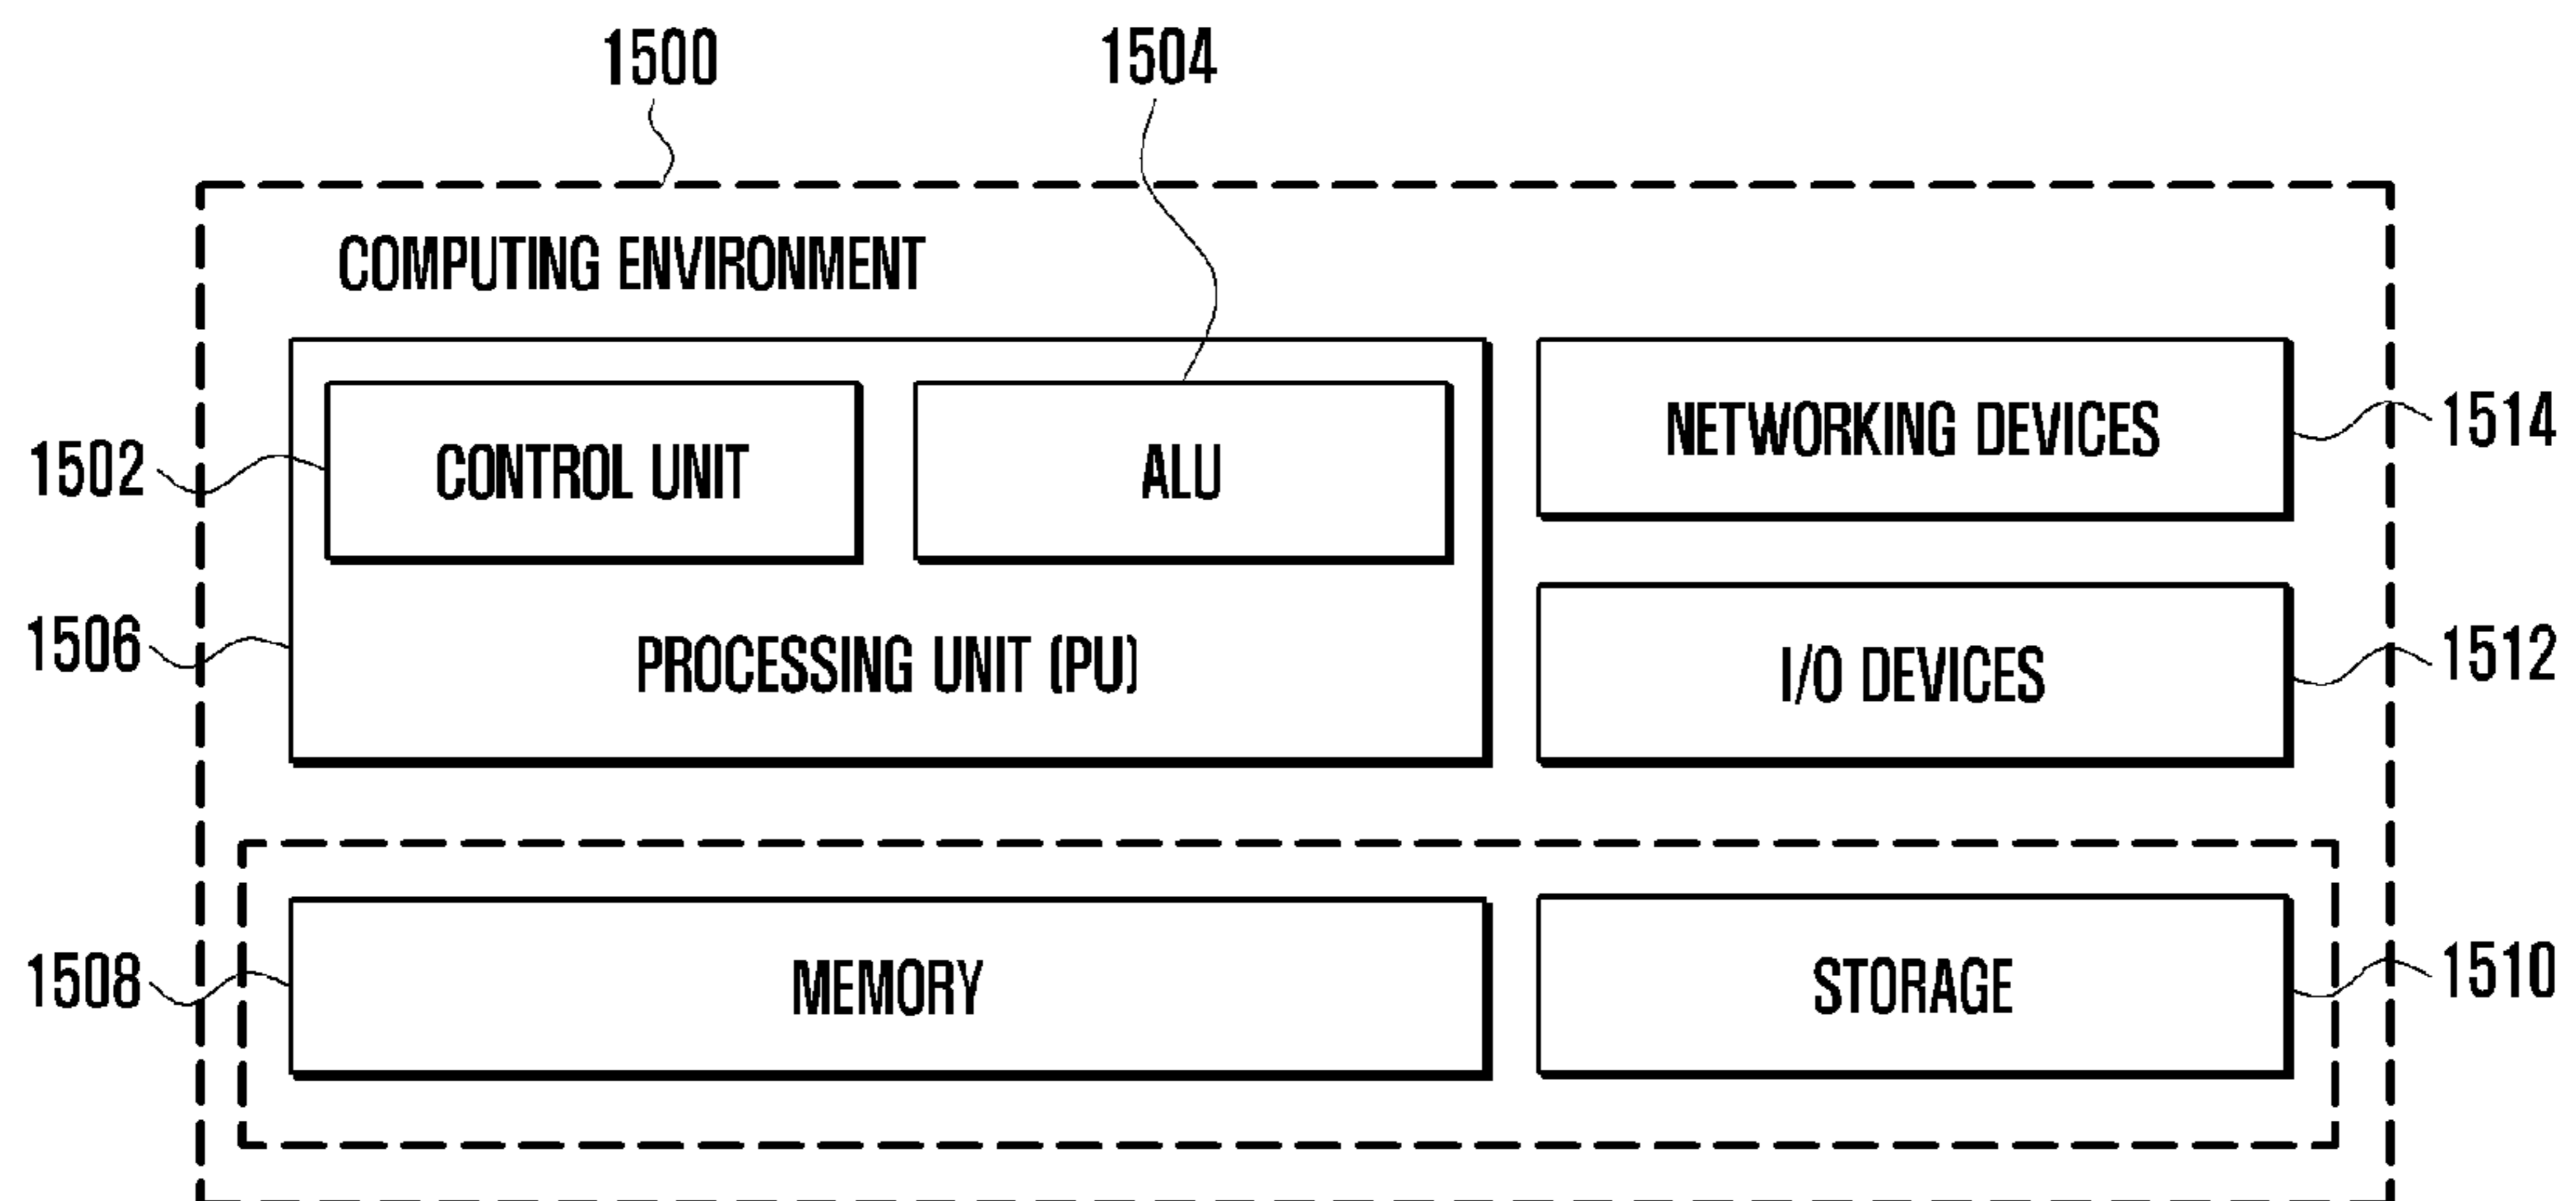 1500 1504
COMPUTING ENVIRONMENT
1502 CONTROL UNIT ALU NETWORKING DEVICES 1514
1506 PROCESSING UNIT (PU) I/O DEVICES 1512
1508 MEMORY STORAGE 1510